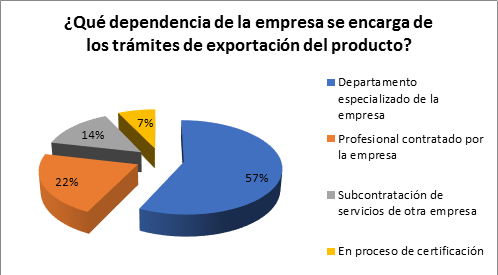 ¿Qué dependencia de la empresa se encarga de
los trámites de exportación del producto?
7%
14%
22%
57%
Departamento
especializado de la
empresa
Profesional contratado por
la empresa
Subcontratación de
servicios de otra empresa
En proceso de certificación